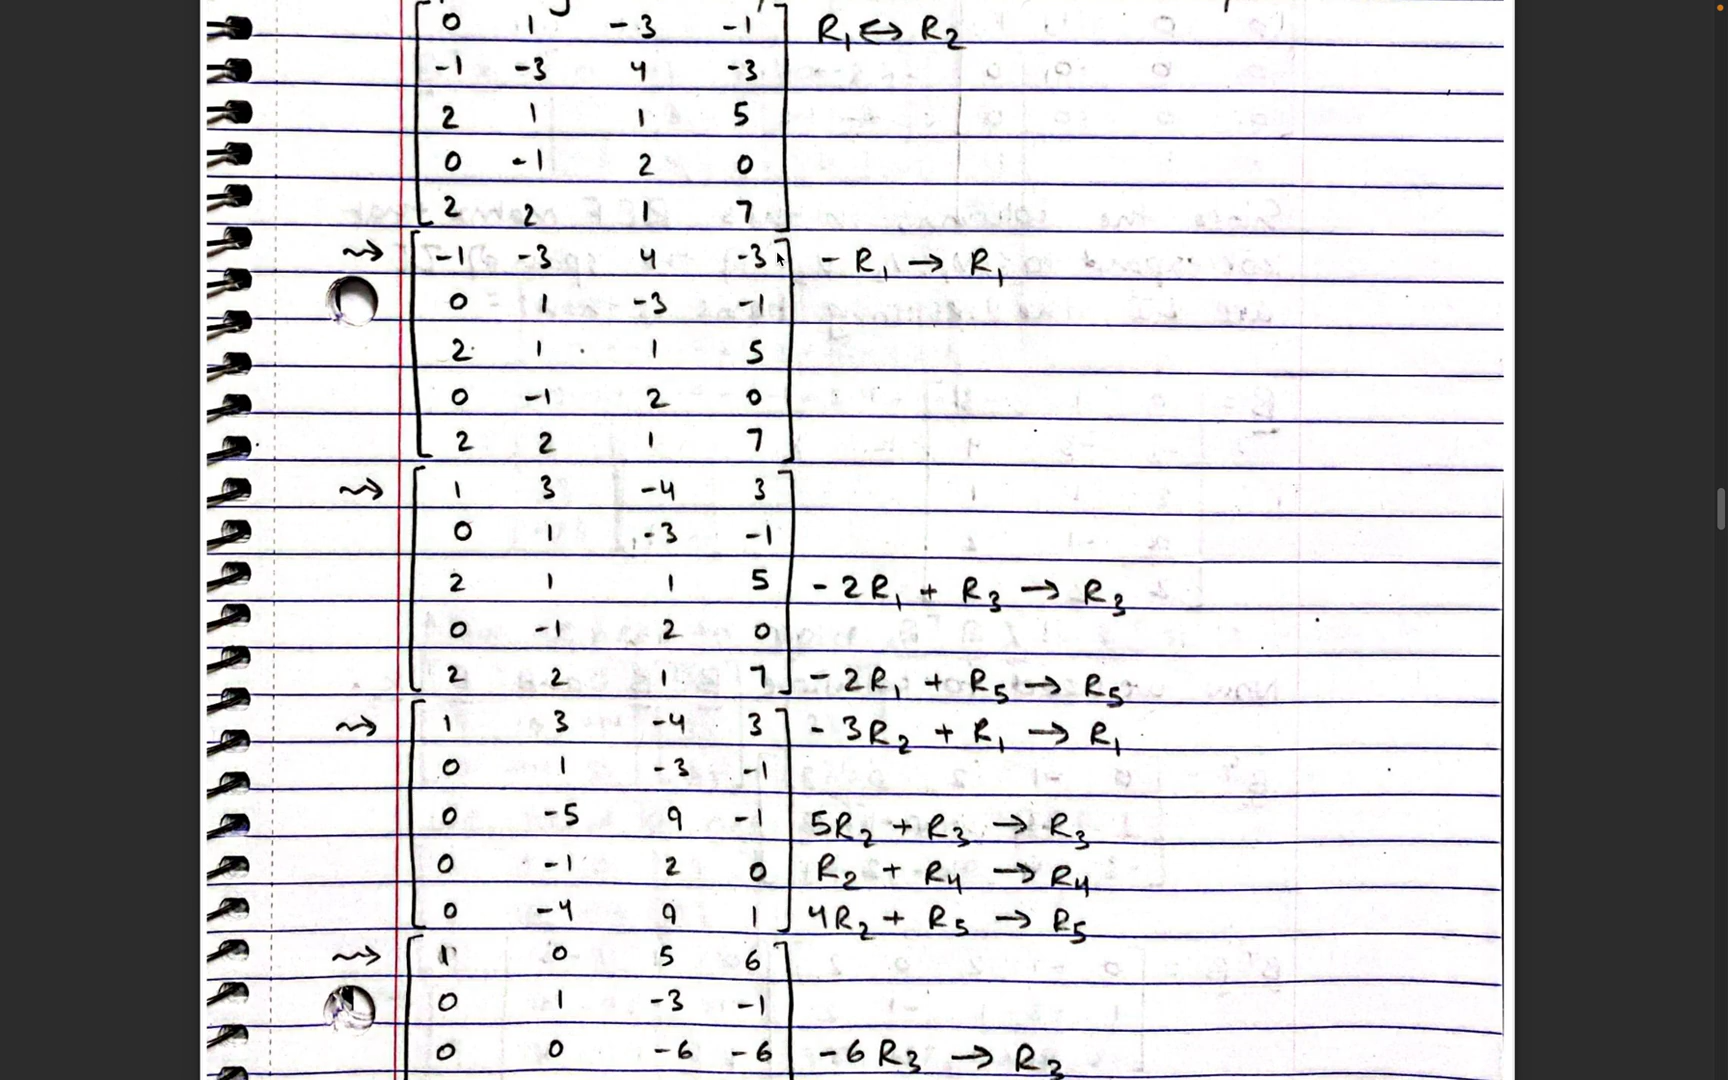 0 1 -3 -1 R₁ ↔ R₂
-1 -3 4 -3
2 1 1 5
0 -1 2 0
2 2 1 7
⇝ -1 -3 4 -3 - R₁ → R₁
0 1 -3 -1
2 1 1 5
0 -1 2 0
2 2 1 7
⇝ 1 3 -4 3
0 1 -3 -1
2 1 1 5 - 2R₁ + R₃ → R₃
0 -1 2 0
2 2 1 7 - 2R₁ + R₅ → R₅
⇝ 1 3 -4 3 - 3R₂ + R₁ → R₁
0 1 -3 -1
0 -5 9 -1 5R₂ + R₃ → R₃
0 -1 2 0 R₂ + R₄ → R₄
0 -4 9 1 4R₂ + R₅ → R₅
⇝ 1 0 5 6
0 1 -3 -1
0 0 -6 -6 -6 R₃ → R₃